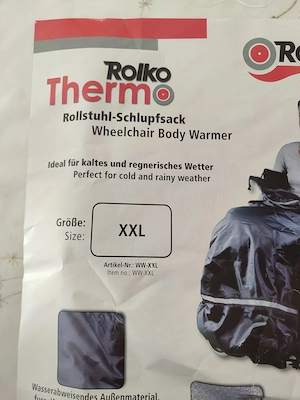 Rolko
Thermo
Rollstuhl-Schlupfsack
Wheelchair Body Warmer
Ideal für kaltes und regnerisches Wetter
Perfect for cold and rainy weather
Größe:
Size:
XXL
Artikel-Nr.: WW-XXL
Item no.: WW-XXL
Wasserabweisendes Außenmaterial,